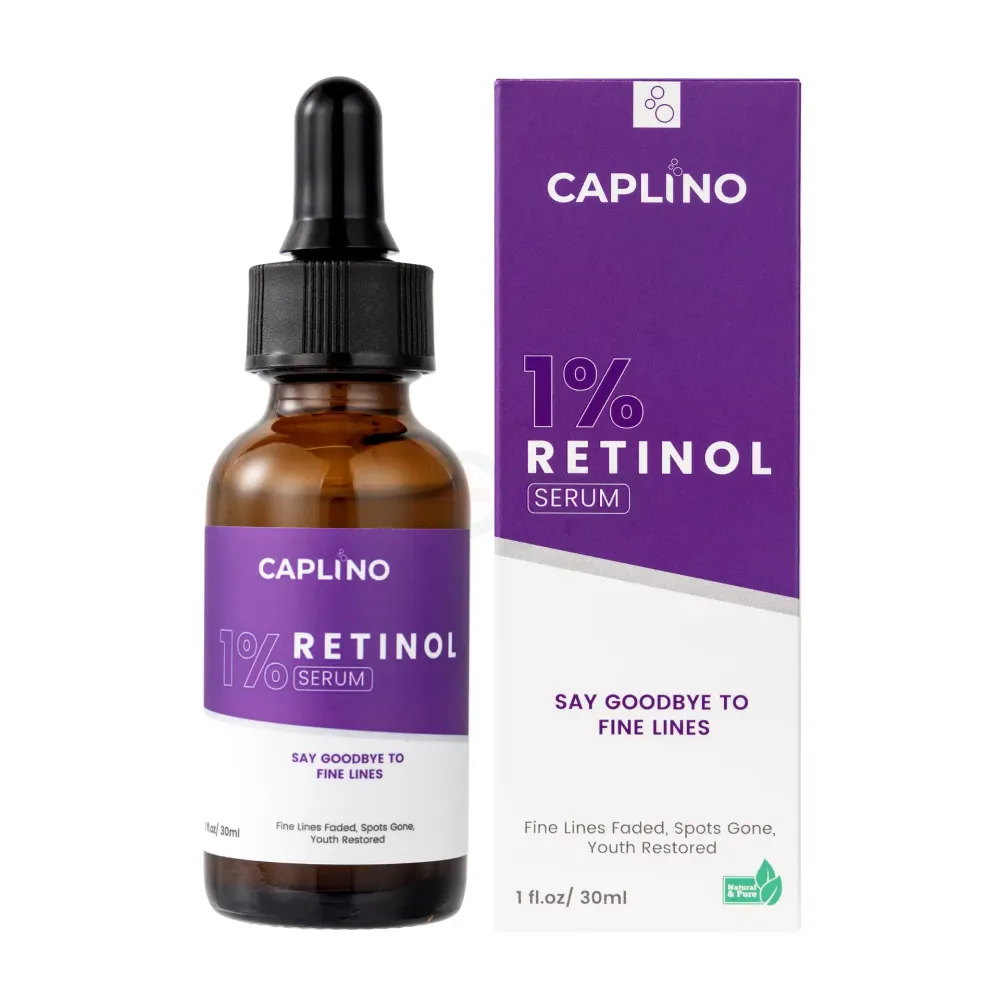 CAPLINO
1% RETINOL
SERUM
SAY GOODBYE TO
FINE LINES
fl.oz/ 30ml
Fine Lines Faded, Spots Gone,
Youth Restored
CAPLINO
1%
RETINOL
SERUM
SAY GOODBYE TO
FINE LINES
Fine Lines Faded, Spots Gone,
Youth Restored
1 fl.oz/ 30ml
Natural
& Pure